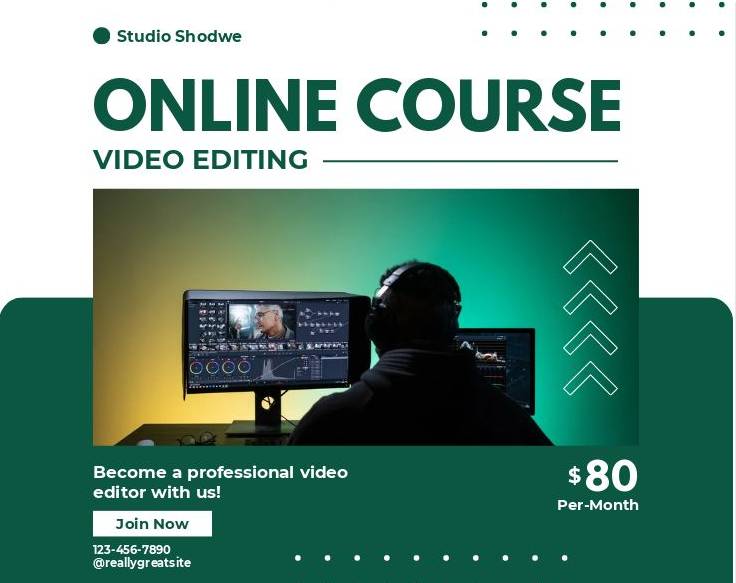 Studio Shodwe
ONLINE COURSE
VIDEO EDITING
Become a professional video
editor with us!
$80
Per-Month
Join Now
123-456-7890
@reallygreatsite